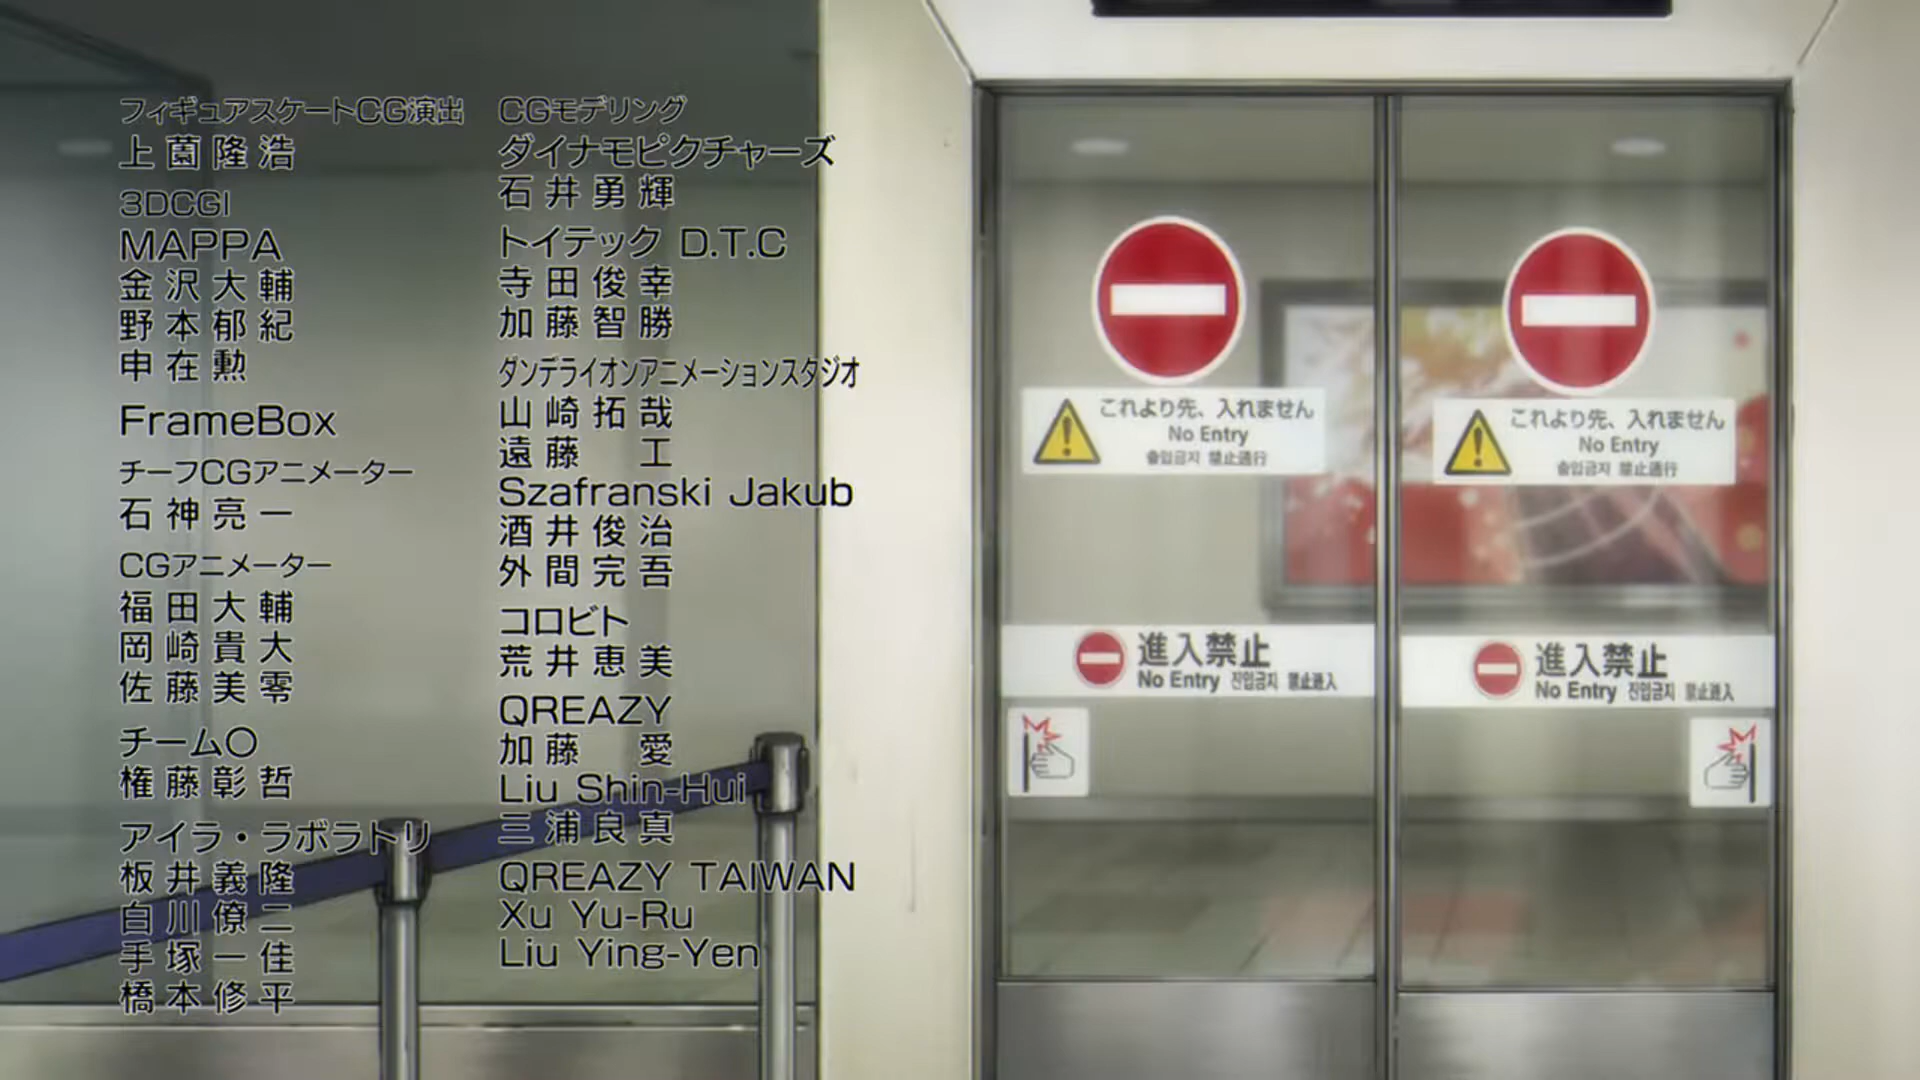 フィギュアスケートCG演出
上薗隆浩
3DCGI
MAPPA
金沢大輔
野本郁紀
申在勲
FrameBox
チーフCGアニメーター
石神亮一
CGアニメーター
福田大輔
岡崎貴大
佐藤美零
チーム〇
権藤彰哲
アイラ・ラボラトリ
板井義隆
白川僚二
手塚一佳
橋本修平
CGモデリング
ダイナモピクチャーズ
石井勇輝
トイテック D.T.C
寺田俊幸
加藤智勝
ダンデライオンアニメーションスタジオ
山崎拓哉
遠藤 工
Szafranski Jakub
酒井俊治
外間完吾
コロビト
荒井恵美
QREAZY
加藤 愛
Liu Shin-Hui
三浦良真
QREAZY TAIWAN
Xu Yu-Ru
Liu Ying-Yen
これより先、入れません
No Entry
출입금지 禁止通行
進入禁止
No Entry 진입금지 禁止进入
これより先、入れません
No Entry
출입금지 禁止通行
進入禁止
No Entry 진입금지 禁止进入